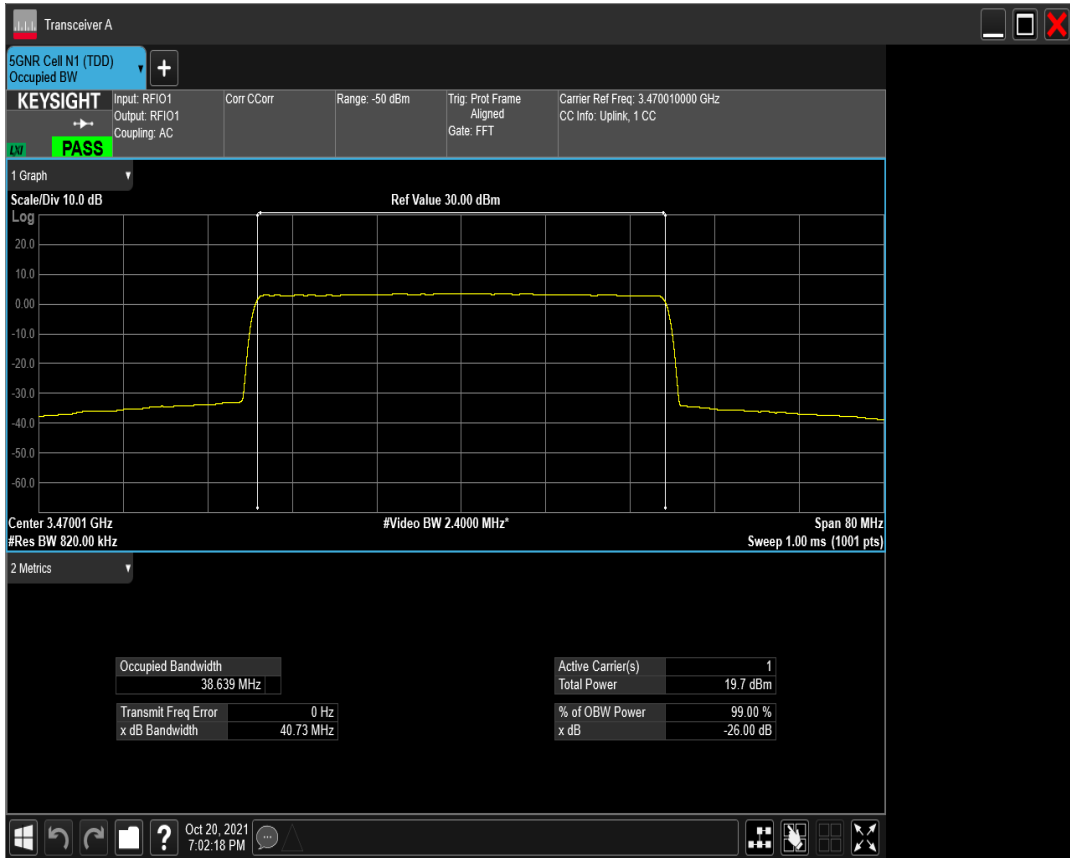 Transceiver A
5GNR Cell N1 (TDD)
Occupied BW
+
KEYSIGHT
LXI
PASS
Input: RFIO1
Output: RFIO1
Coupling: AC
Corr CCorr
Range: -50 dBm
Trig: Prot Frame
Aligned
Gate: FFT
Carrier Ref Freq: 3.470010000 GHz
CC Info: Uplink, 1 CC
1 Graph
Scale/Div 10.0 dB
Ref Value 30.00 dBm
Log
20.0
10.0
0.00
-10.0
-20.0
-30.0
-40.0
-50.0
-60.0
Center 3.47001 GHz
#Video BW 2.4000 MHz*
Span 80 MHz
#Res BW 820.00 kHz
Sweep 1.00 ms (1001 pts)
2 Metrics
Occupied Bandwidth
38.639 MHz
Transmit Freq Error 0 Hz
x dB Bandwidth 40.73 MHz
Active Carrier(s) 1
Total Power 19.7 dBm
% of OBW Power 99.00 %
x dB -26.00 dB
?
Oct 20, 2021
7:02:18 PM